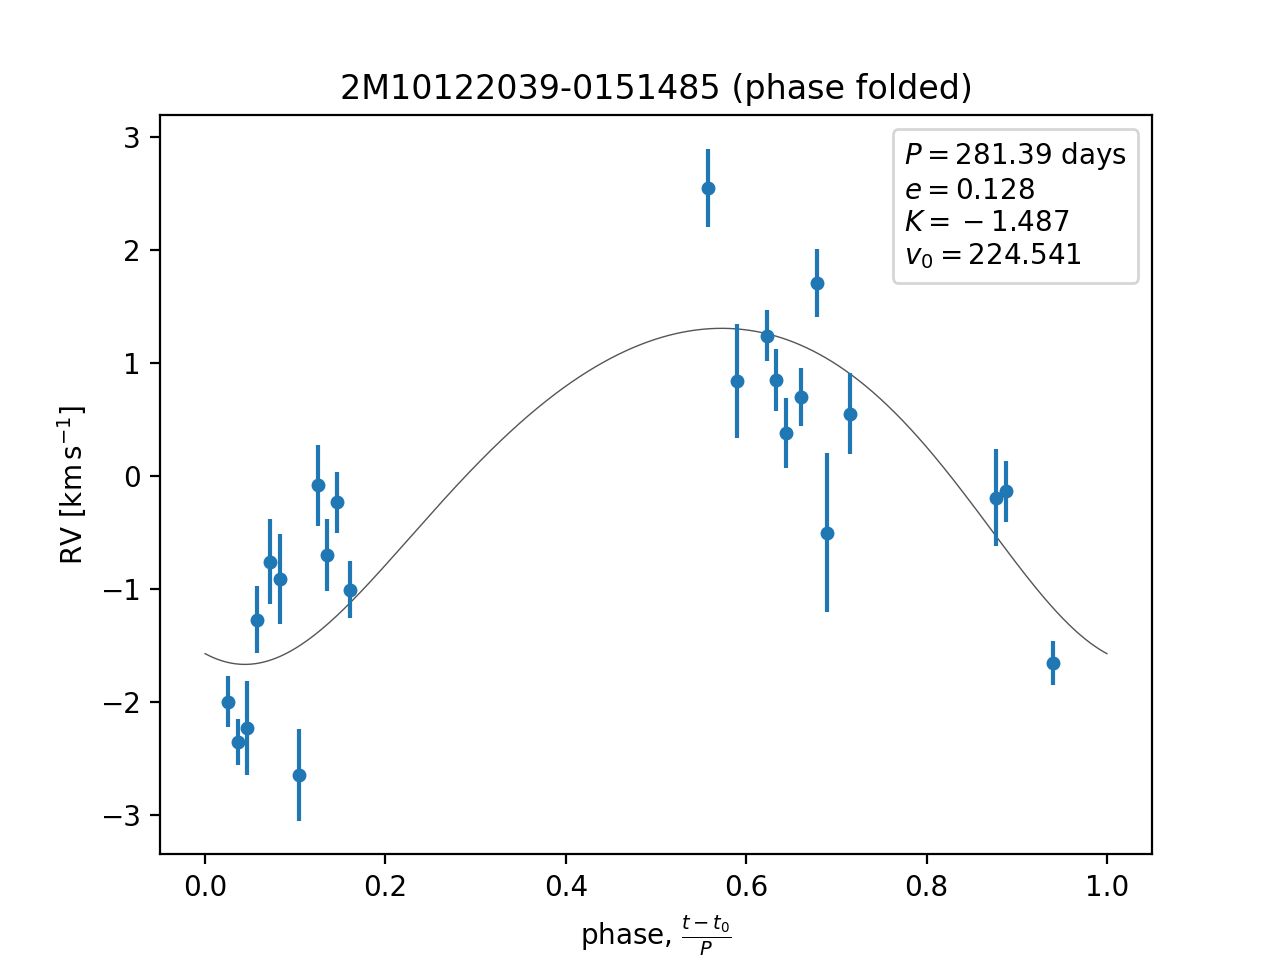 2M10122039-0151485 (phase folded)
3
2
1
0
−1
−2
−3
RV [km s⁻¹]
P = 281.39 days
e = 0.128
K = −1.487
v₀ = 224.541
0.0 0.2 0.4 0.6 0.8 1.0
phase, (t − t₀)/P